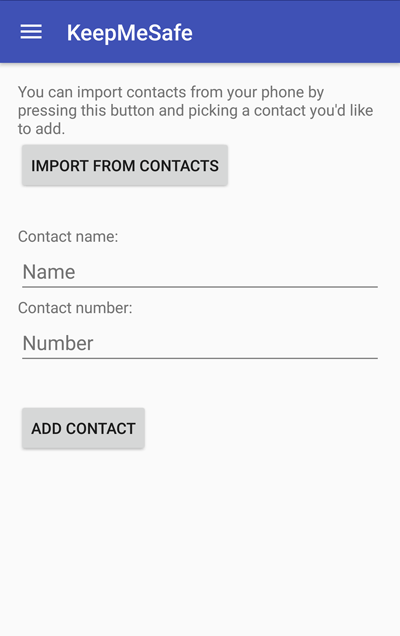 KeepMeSafe
You can import contacts from your phone by
pressing this button and picking a contact you'd like
to add.
IMPORT FROM CONTACTS
Contact name:
Name
Contact number:
Number
ADD CONTACT